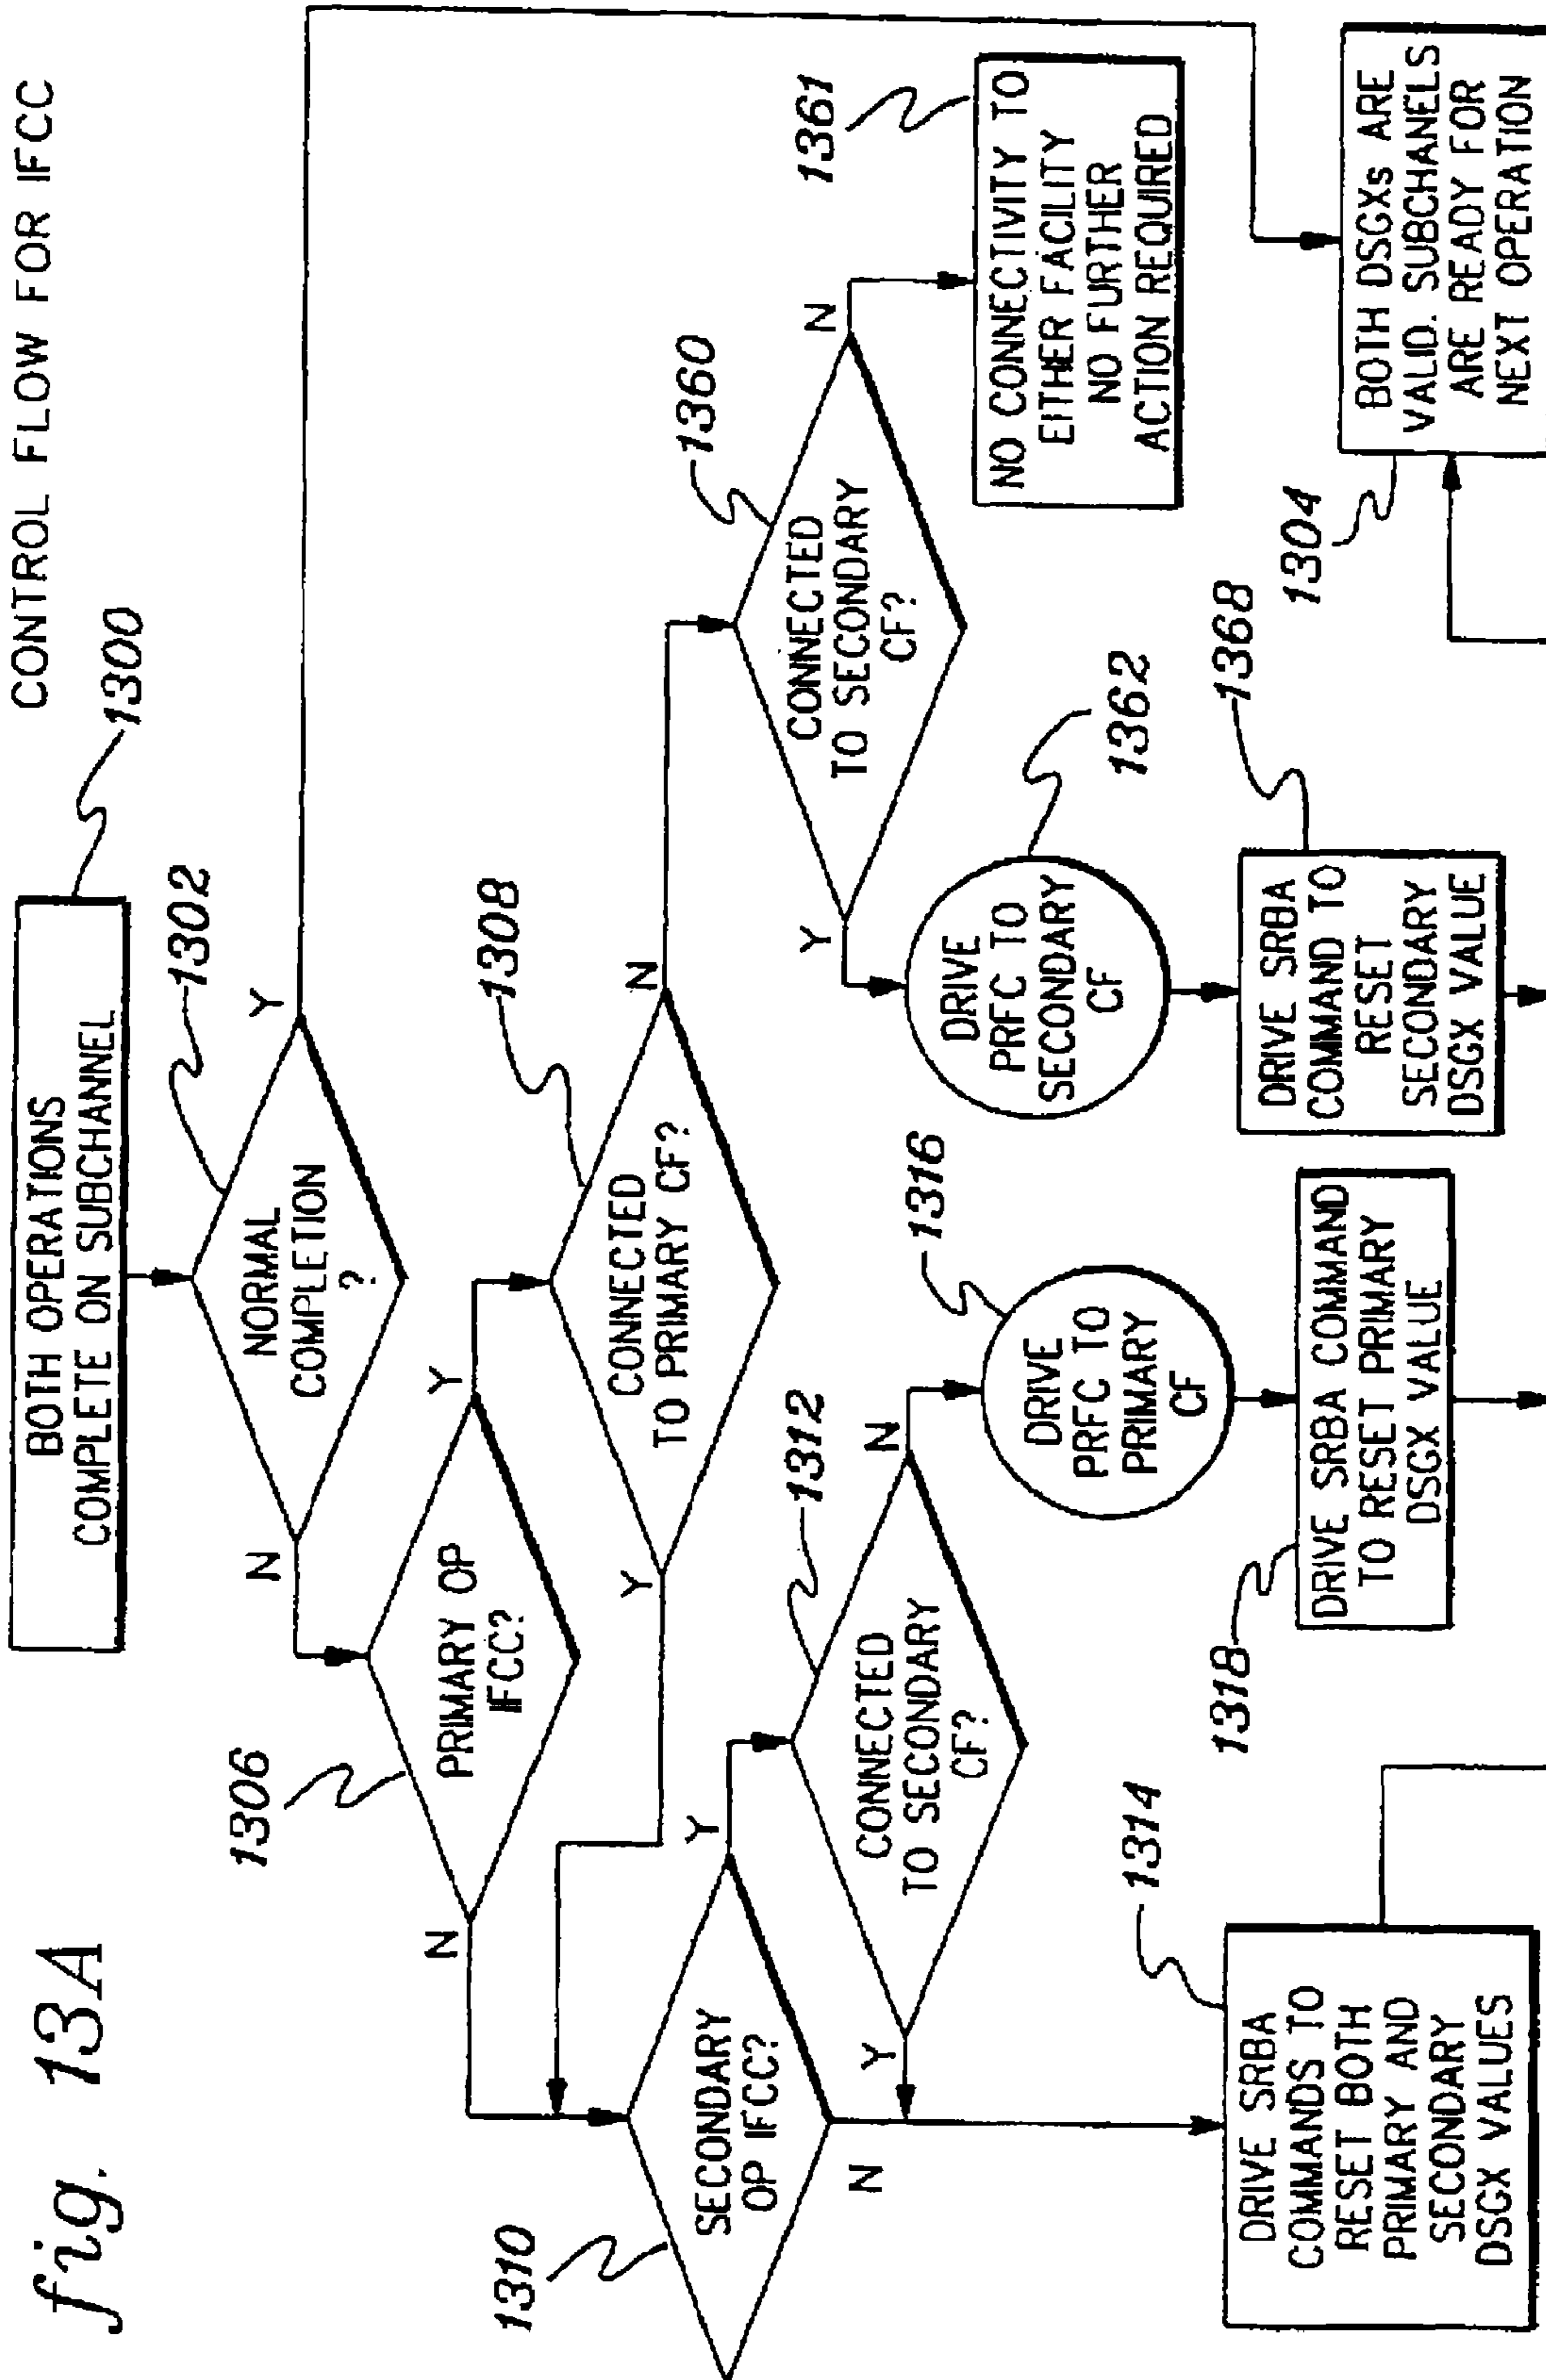 fig. 13A
CONTROL FLOW FOR IFCC
BOTH OPERATIONS
COMPLETE ON SUBCHANNEL
1300
NORMAL
COMPLETION
?
1302
N
Y
PRIMARY OP
IFCC?
1306
N
Y
CONNECTED
TO PRIMARY CF?
1308
Y
N
SECONDARY
OP IFCC?
1310
Y
N
CONNECTED
TO SECONDARY
CF?
1312
Y
N
CONNECTED
TO SECONDARY
CF?
1360
Y
N
NO CONNECTIVITY TO
EITHER FACILITY
NO FURTHER
ACTION REQUIRED
1361
DRIVE
PRFC TO
PRIMARY
CF
1316
DRIVE
PRFC TO
SECONDARY
CF
1362
DRIVE SRBA
COMMANDS TO
RESET BOTH
PRIMARY AND
SECONDARY
DSGX VALUES
1314
DRIVE SRBA COMMAND
TO RESET PRIMARY
DSGX VALUE
1318
DRIVE SRBA
COMMAND TO
RESET
SECONDARY
DSGX VALUE
1368
BOTH DSGXs ARE
VALID. SUBCHANELS
ARE READY FOR
NEXT OPERATION
1304